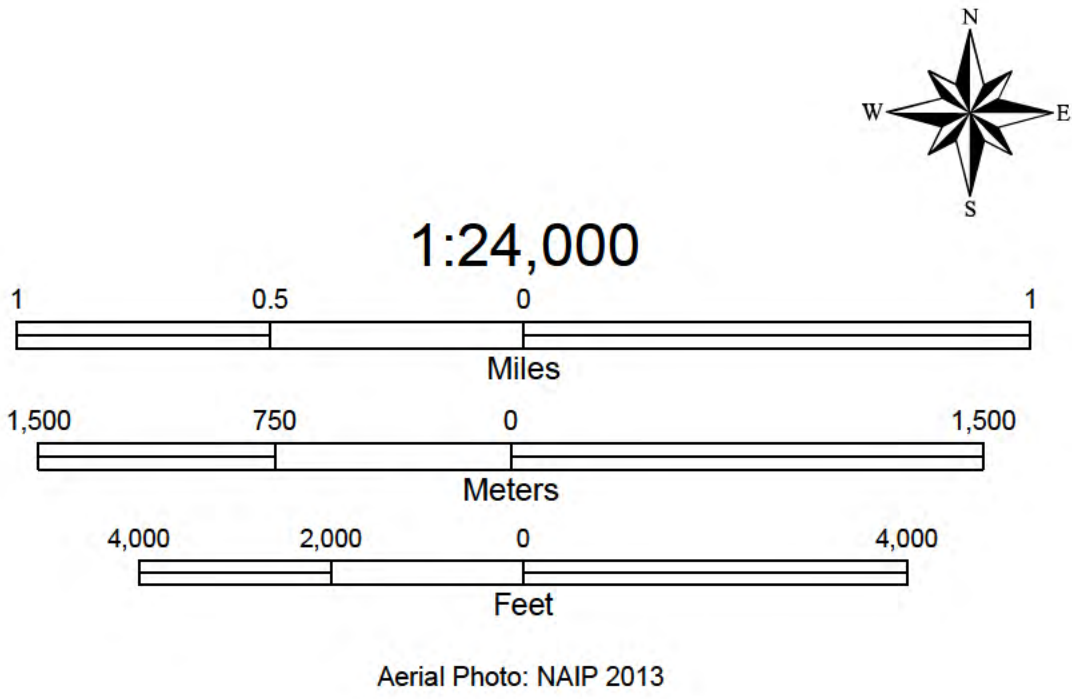 N
W E
S
1:24,000
1 0.5 0 1
Miles
1,500 750 0 1,500
Meters
4,000 2,000 0 4,000
Feet
Aerial Photo: NAIP 2013